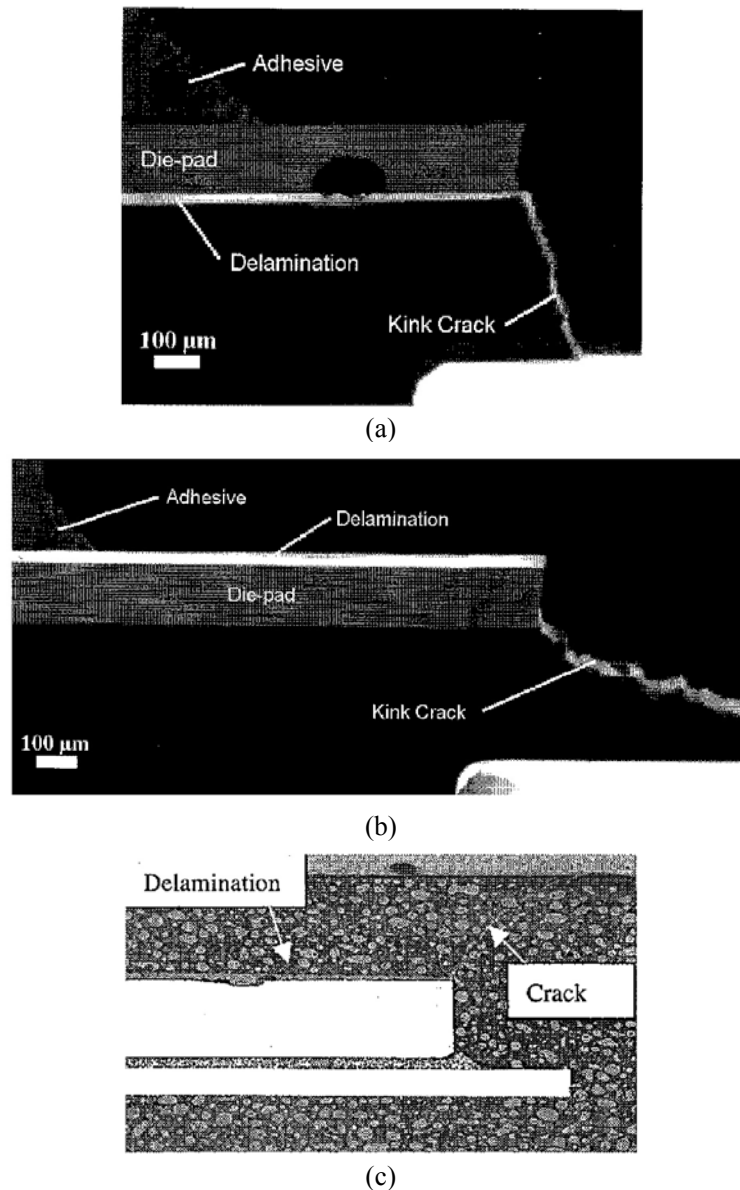 Adhesive
Die-pad
Delamination
Kink Crack
100 µm
(a)
Adhesive
Delamination
Die-pad
Kink Crack
100 µm
(b)
Delamination
Crack
(c)